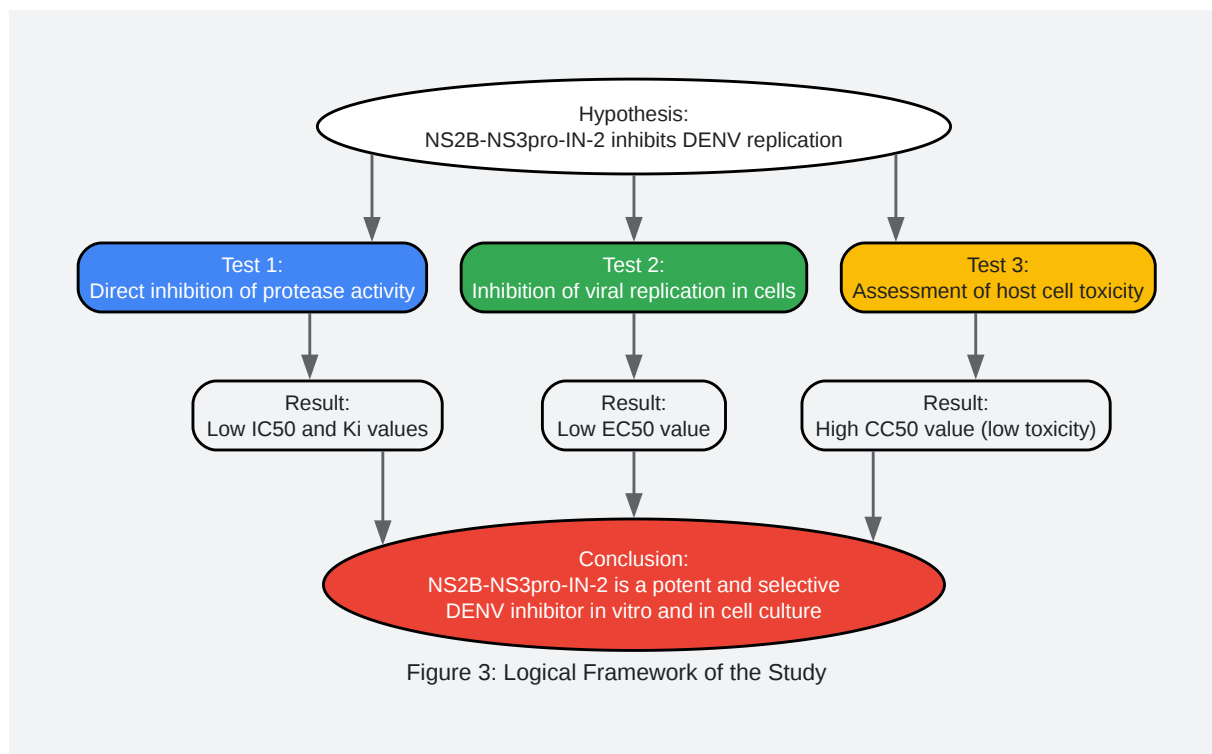 Hypothesis:
NS2B-NS3pro-IN-2 inhibits DENV replication
Test 1:
Direct inhibition of protease activity
Test 2:
Inhibition of viral replication in cells
Test 3:
Assessment of host cell toxicity
Result:
Low IC50 and Ki values
Result:
Low EC50 value
Result:
High CC50 value (low toxicity)
Conclusion:
NS2B-NS3pro-IN-2 is a potent and selective
DENV inhibitor in vitro and in cell culture
Figure 3: Logical Framework of the Study